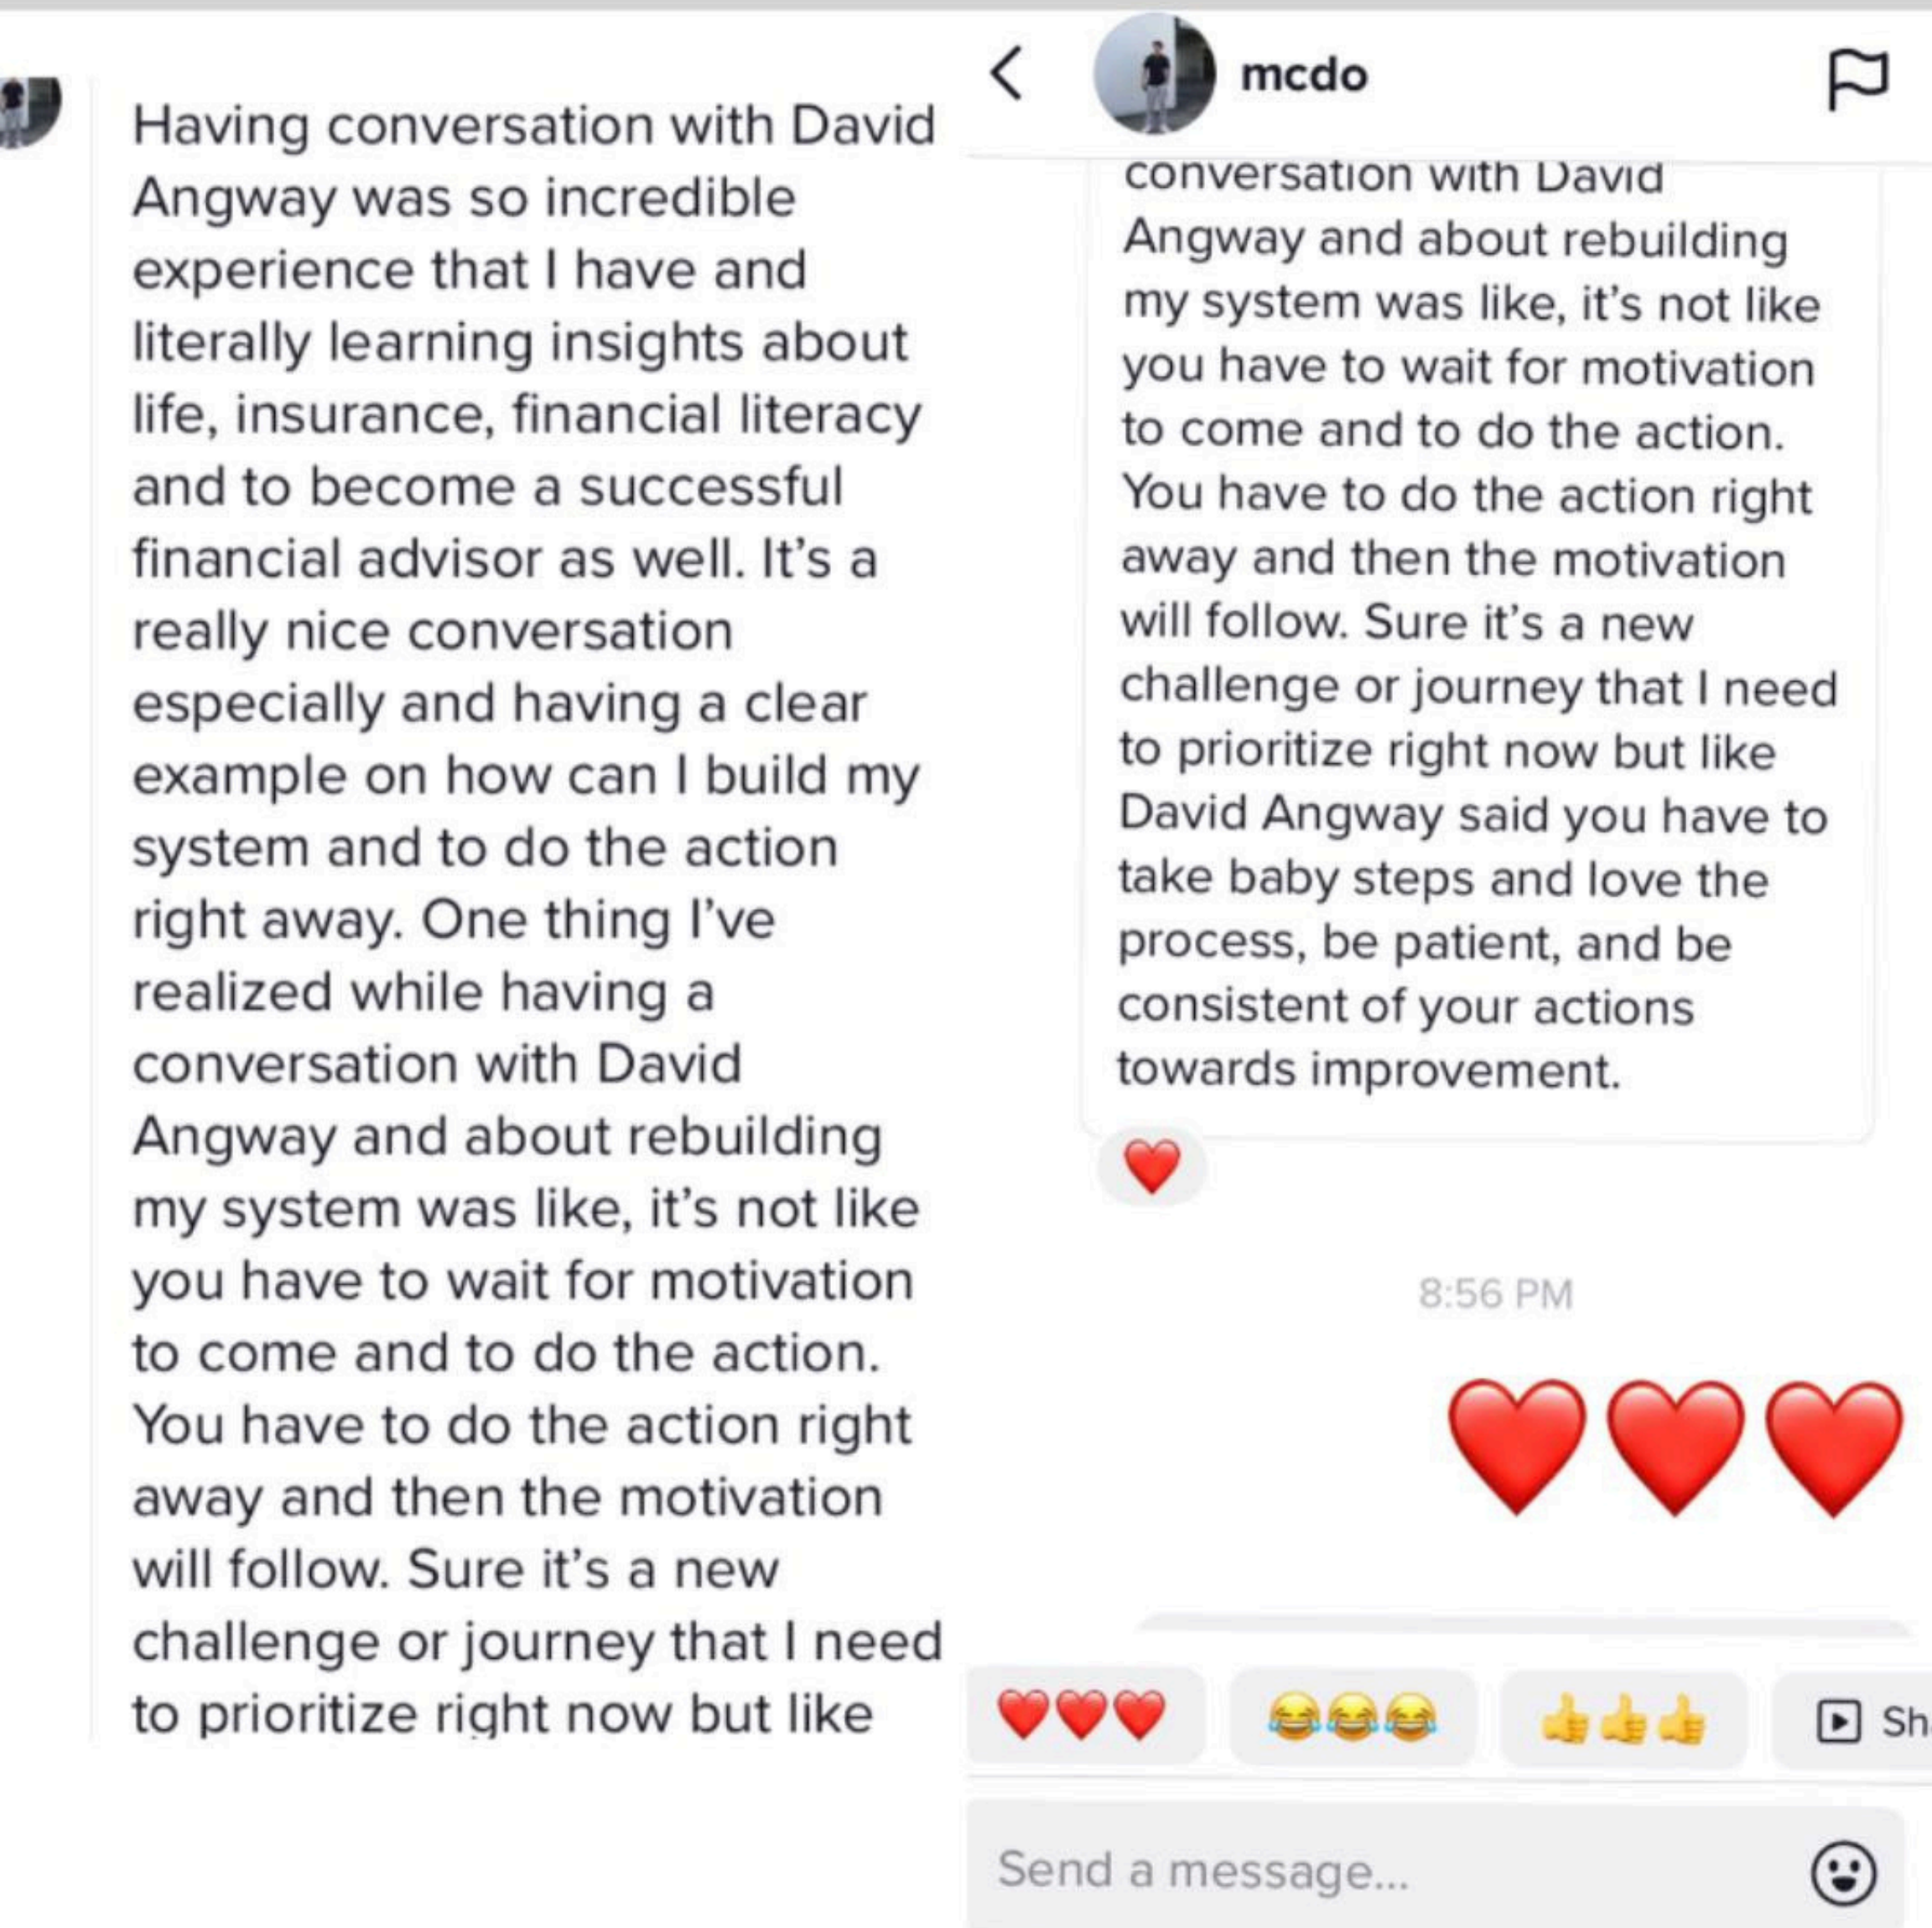 Having conversation with David
Angway was so incredible
experience that I have and
literally learning insights about
life, insurance, financial literacy
and to become a successful
financial advisor as well. It's a
really nice conversation
especially and having a clear
example on how can I build my
system and to do the action
right away. One thing I've
realized while having a
conversation with David
Angway and about rebuilding
my system was like, it's not like
you have to wait for motivation
to come and to do the action.
You have to do the action right
away and then the motivation
will follow. Sure it's a new
challenge or journey that I need
to prioritize right now but like
mcdo
conversation with David
Angway and about rebuilding
my system was like, it's not like
you have to wait for motivation
to come and to do the action.
You have to do the action right
away and then the motivation
will follow. Sure it's a new
challenge or journey that I need
to prioritize right now but like
David Angway said you have to
take baby steps and love the
process, be patient, and be
consistent of your actions
towards improvement.
❤️
8:56 PM
❤️❤️❤️
❤️❤️❤️ 😂😂😂 👍👍👍 Sh
Send a message...